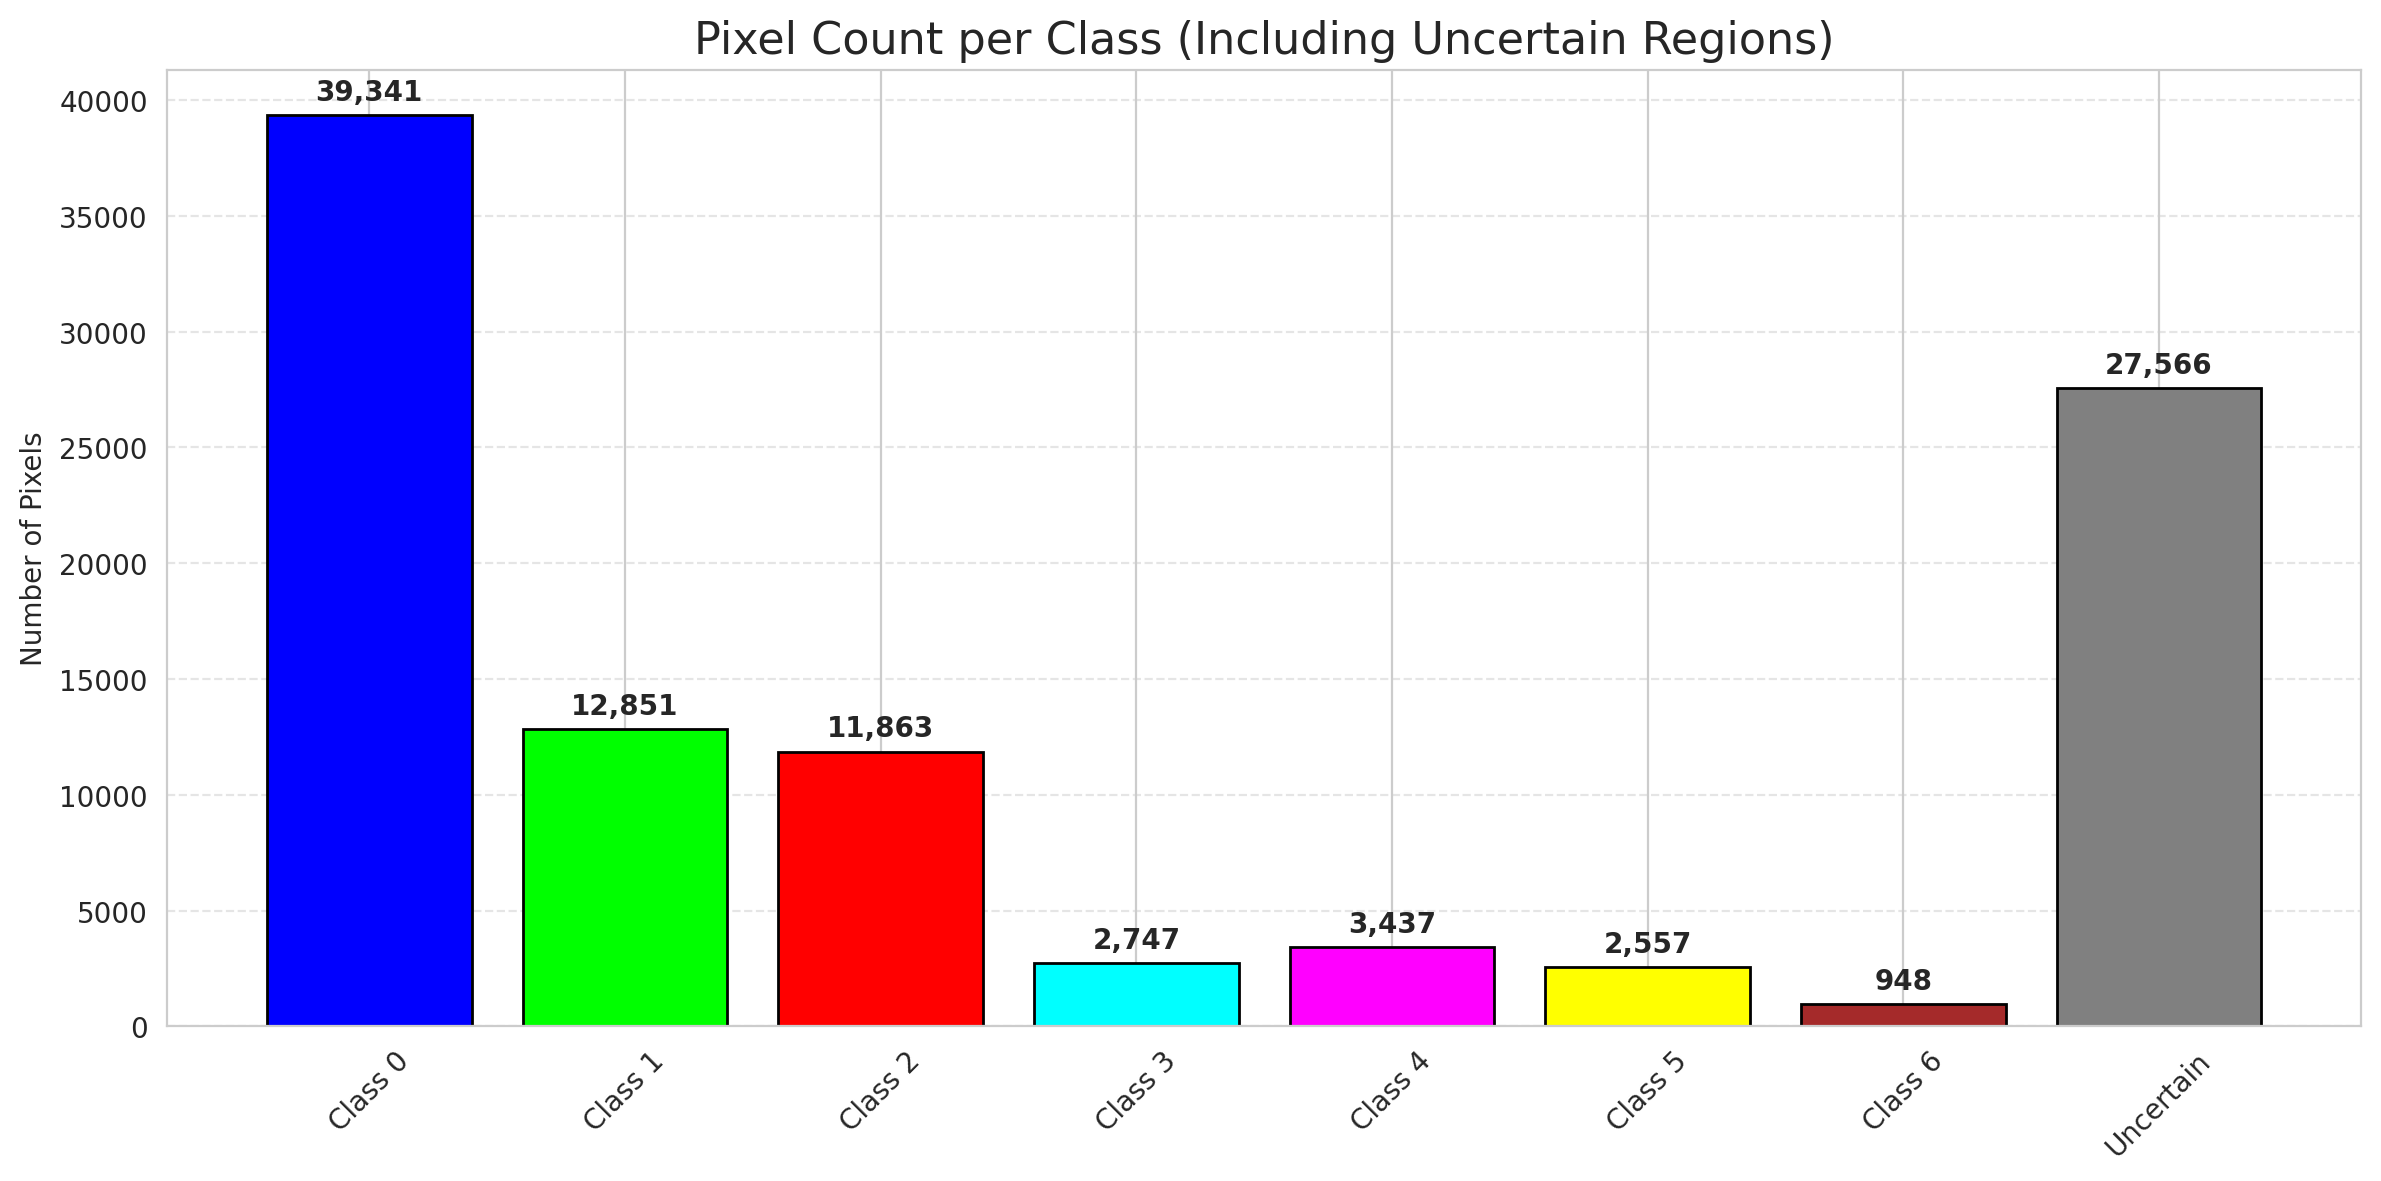 Pixel Count per Class (Including Uncertain Regions)
Number of Pixels
40000
35000
30000
25000
20000
15000
10000
5000
0
39,341
12,851
11,863
2,747
3,437
2,557
948
27,566
Class 0
Class 1
Class 2
Class 3
Class 4
Class 5
Class 6
Uncertain